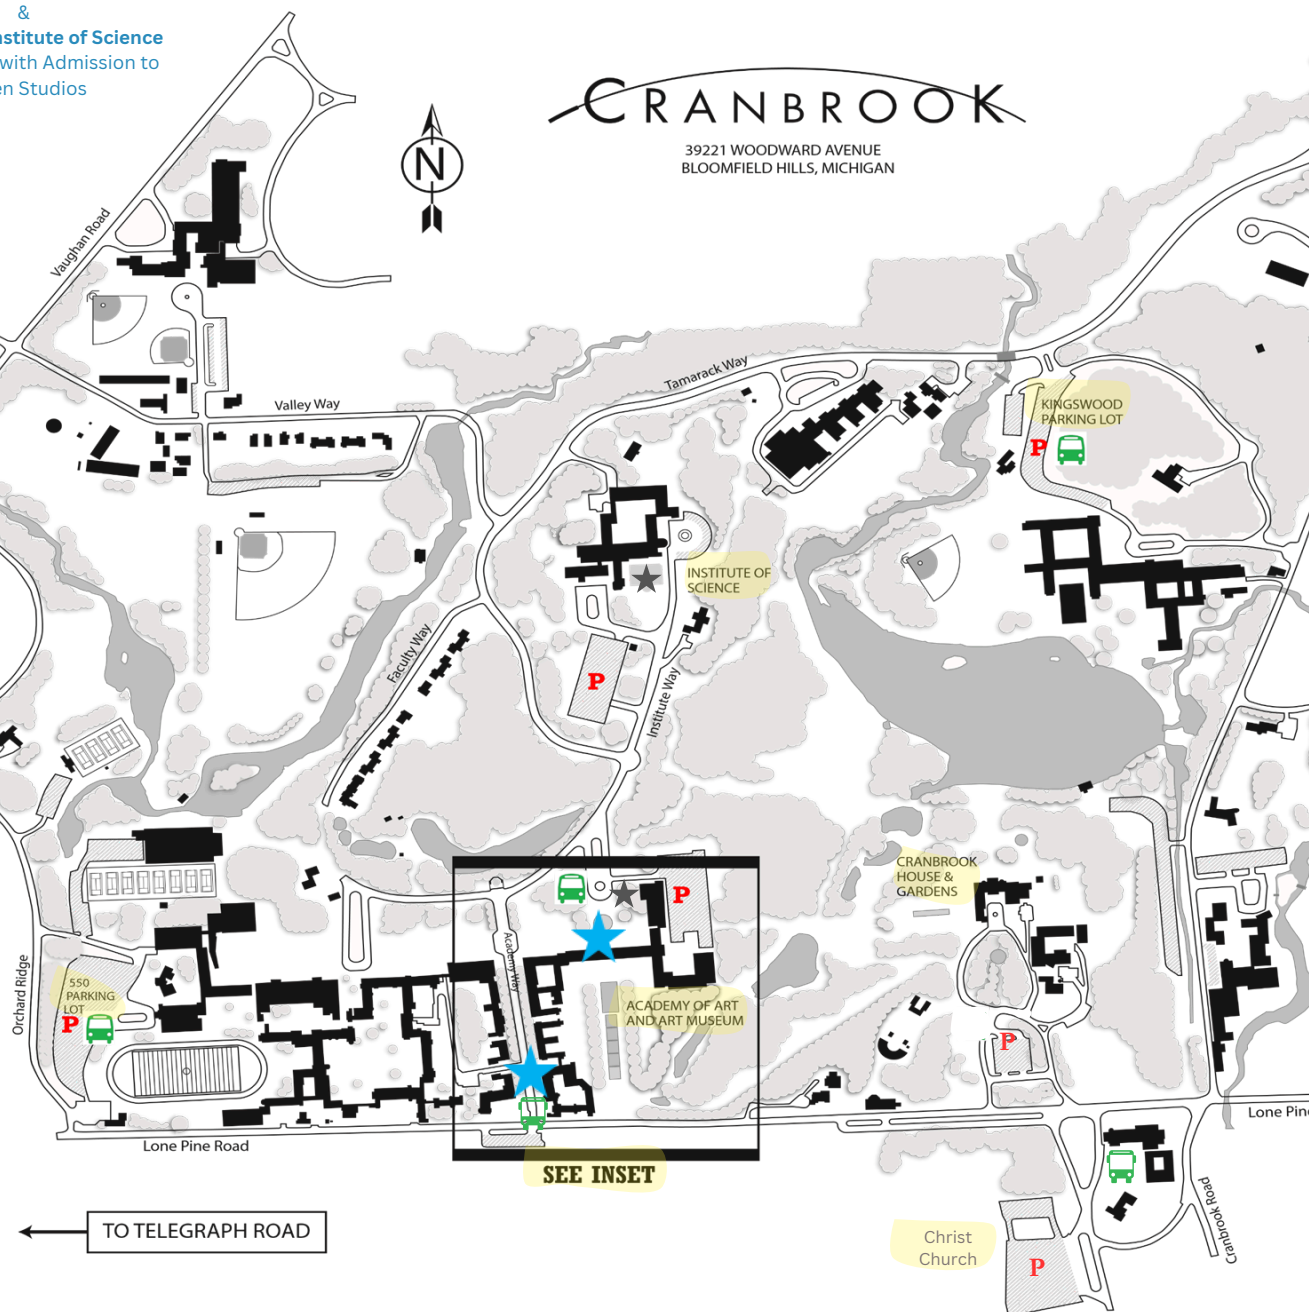 &
nstitute of Science
with Admission to
en Studios
CRANBROOK
39221 WOODWARD AVENUE
BLOOMFIELD HILLS, MICHIGAN
N
Vaughan Road
Valley Way
Tamarack Way
KINGSWOOD
PARKING LOT
P
INSTITUTE OF
SCIENCE
Faculty Way
P
Institute Way
CRANBROOK
HOUSE &
GARDENS
P
Academy Way
Orchard Ridge
550
PARKING
LOT
P
ACADEMY OF ART
AND ART MUSEUM
P
Lone Pine Road
Lone Pine
SEE INSET
Cranbrook Road
TO TELEGRAPH ROAD
Christ
Church
P